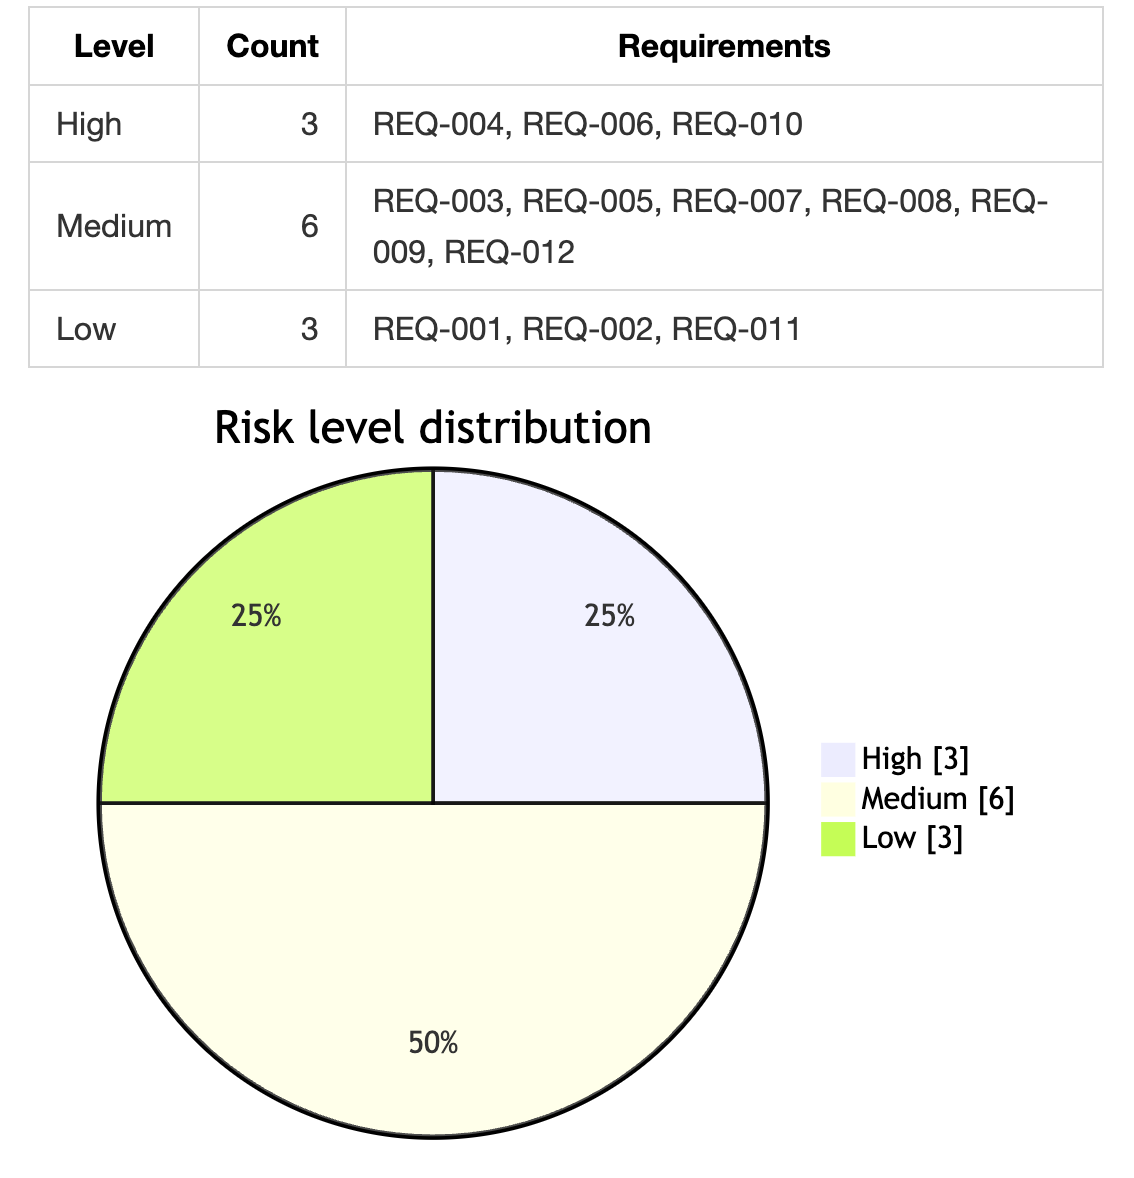 Level Count Requirements
High 3 REQ-004, REQ-006, REQ-010
Medium 6 REQ-003, REQ-005, REQ-007, REQ-008, REQ-
009, REQ-012
Low 3 REQ-001, REQ-002, REQ-011
Risk level distribution
25% 25%
High [3]
Medium [6]
Low [3]
50%